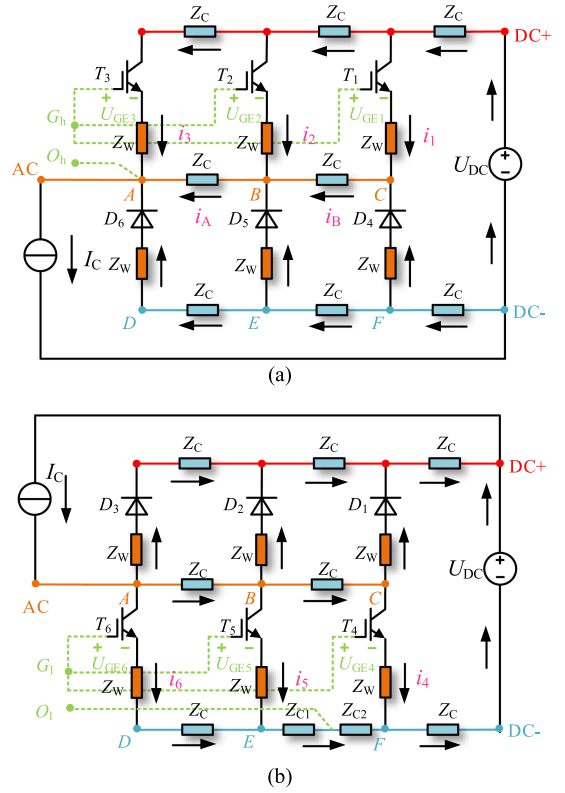 Z_C Z_C Z_C
DC+
T_3 T_2 T_1
U_GE3 U_GE2 U_GE1
G_h
Z_W i_3 Z_W i_2 Z_W i_1
O_h
U_DC
AC Z_C Z_C
A B C
D_6 i_A D_5 i_B D_4
I_C Z_W Z_W Z_W
Z_C Z_C Z_C
DC-
D E F
(a)
Z_C Z_C Z_C
DC+
I_C
D_3 D_2 D_1
Z_W Z_W Z_W
U_DC
Z_C Z_C
AC A B C
T_6 T_5 T_4
G_l
U_GE6 U_GE5 U_GE4
Z_W i_6 Z_W i_5 Z_W i_4
O_l
Z_C Z_C1 Z_C2 Z_C
D E F DC-
(b)